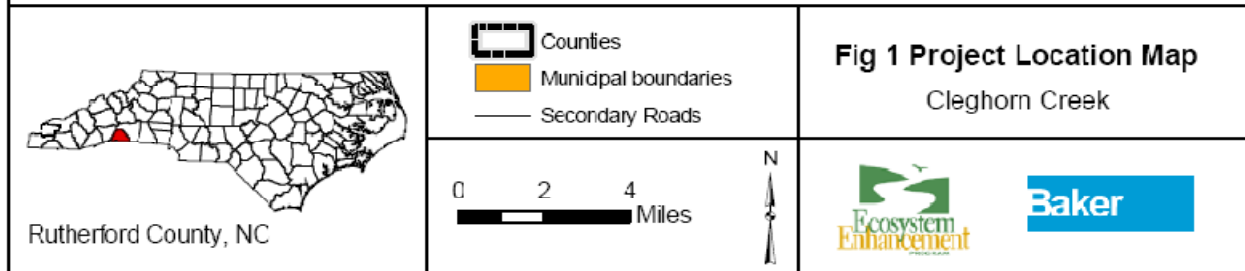 Counties
Municipal boundaries
Secondary Roads
Fig 1 Project Location Map
Cleghorn Creek
Rutherford County, NC
0 2 4
Miles
N
Ecosystem
Enhancement
PROGRAM
Baker